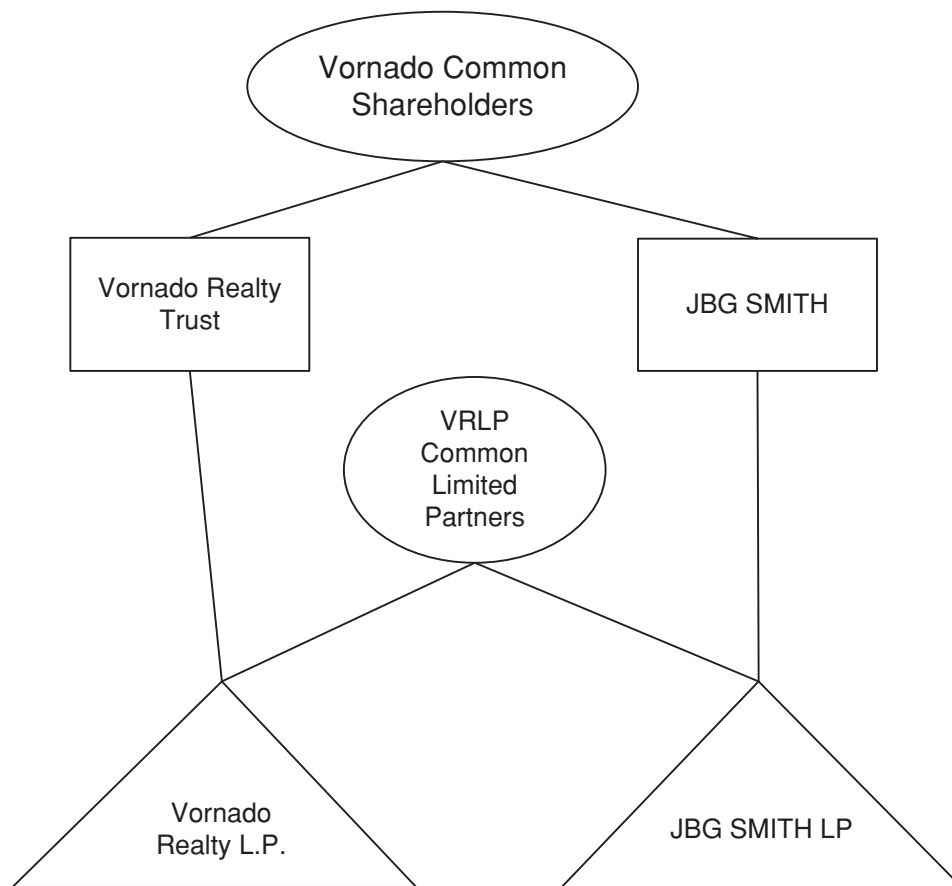 Vornado Common
Shareholders
Vornado Realty
Trust
JBG SMITH
VRLP
Common
Limited
Partners
Vornado
Realty L.P.
JBG SMITH LP